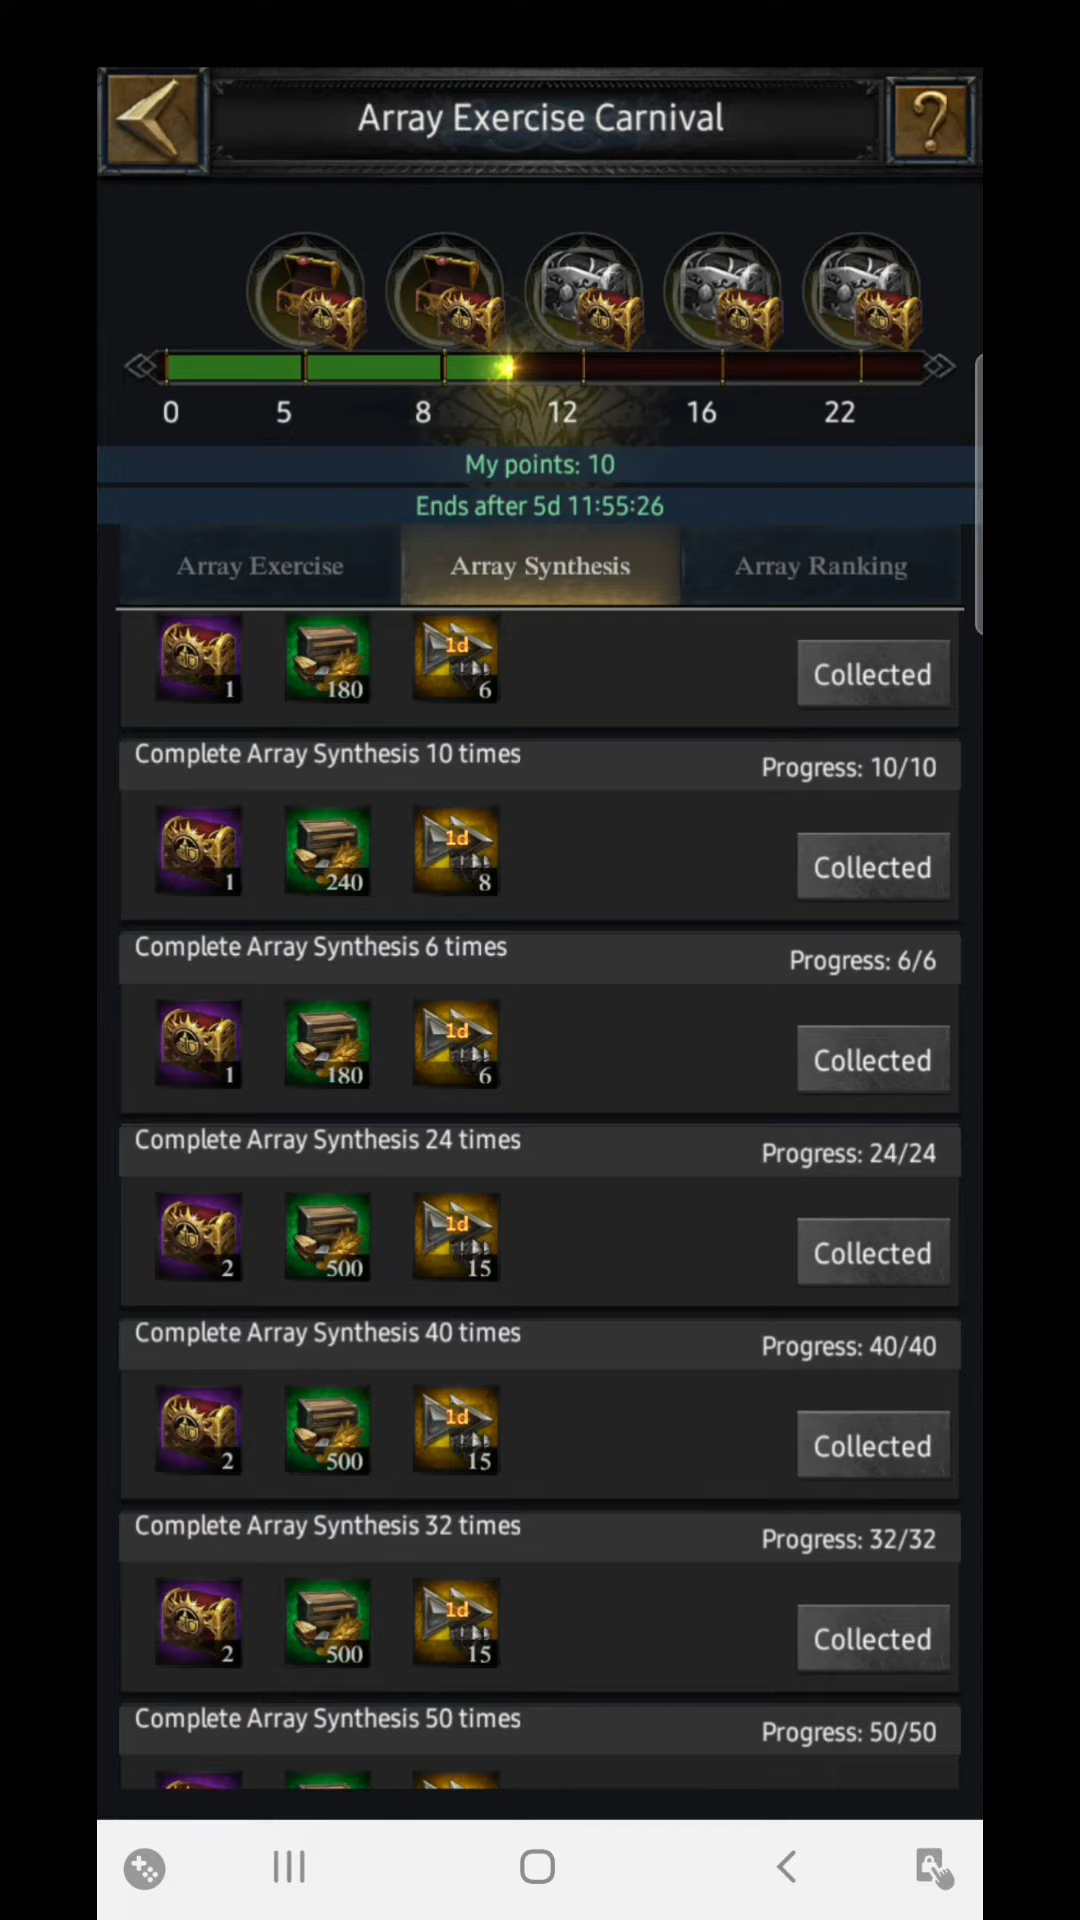 Array Exercise Carnival
?
0 5 8 12 16 22
My points: 10
Ends after 5d 11:55:26
Array Exercise Array Synthesis Array Ranking
1d
1 180 6
Collected
Complete Array Synthesis 10 times
Progress: 10/10
1d
1 240 8
Collected
Complete Array Synthesis 6 times
Progress: 6/6
1d
1 180 6
Collected
Complete Array Synthesis 24 times
Progress: 24/24
1d
2 500 15
Collected
Complete Array Synthesis 40 times
Progress: 40/40
1d
2 500 15
Collected
Complete Array Synthesis 32 times
Progress: 32/32
1d
2 500 15
Collected
Complete Array Synthesis 50 times
Progress: 50/50